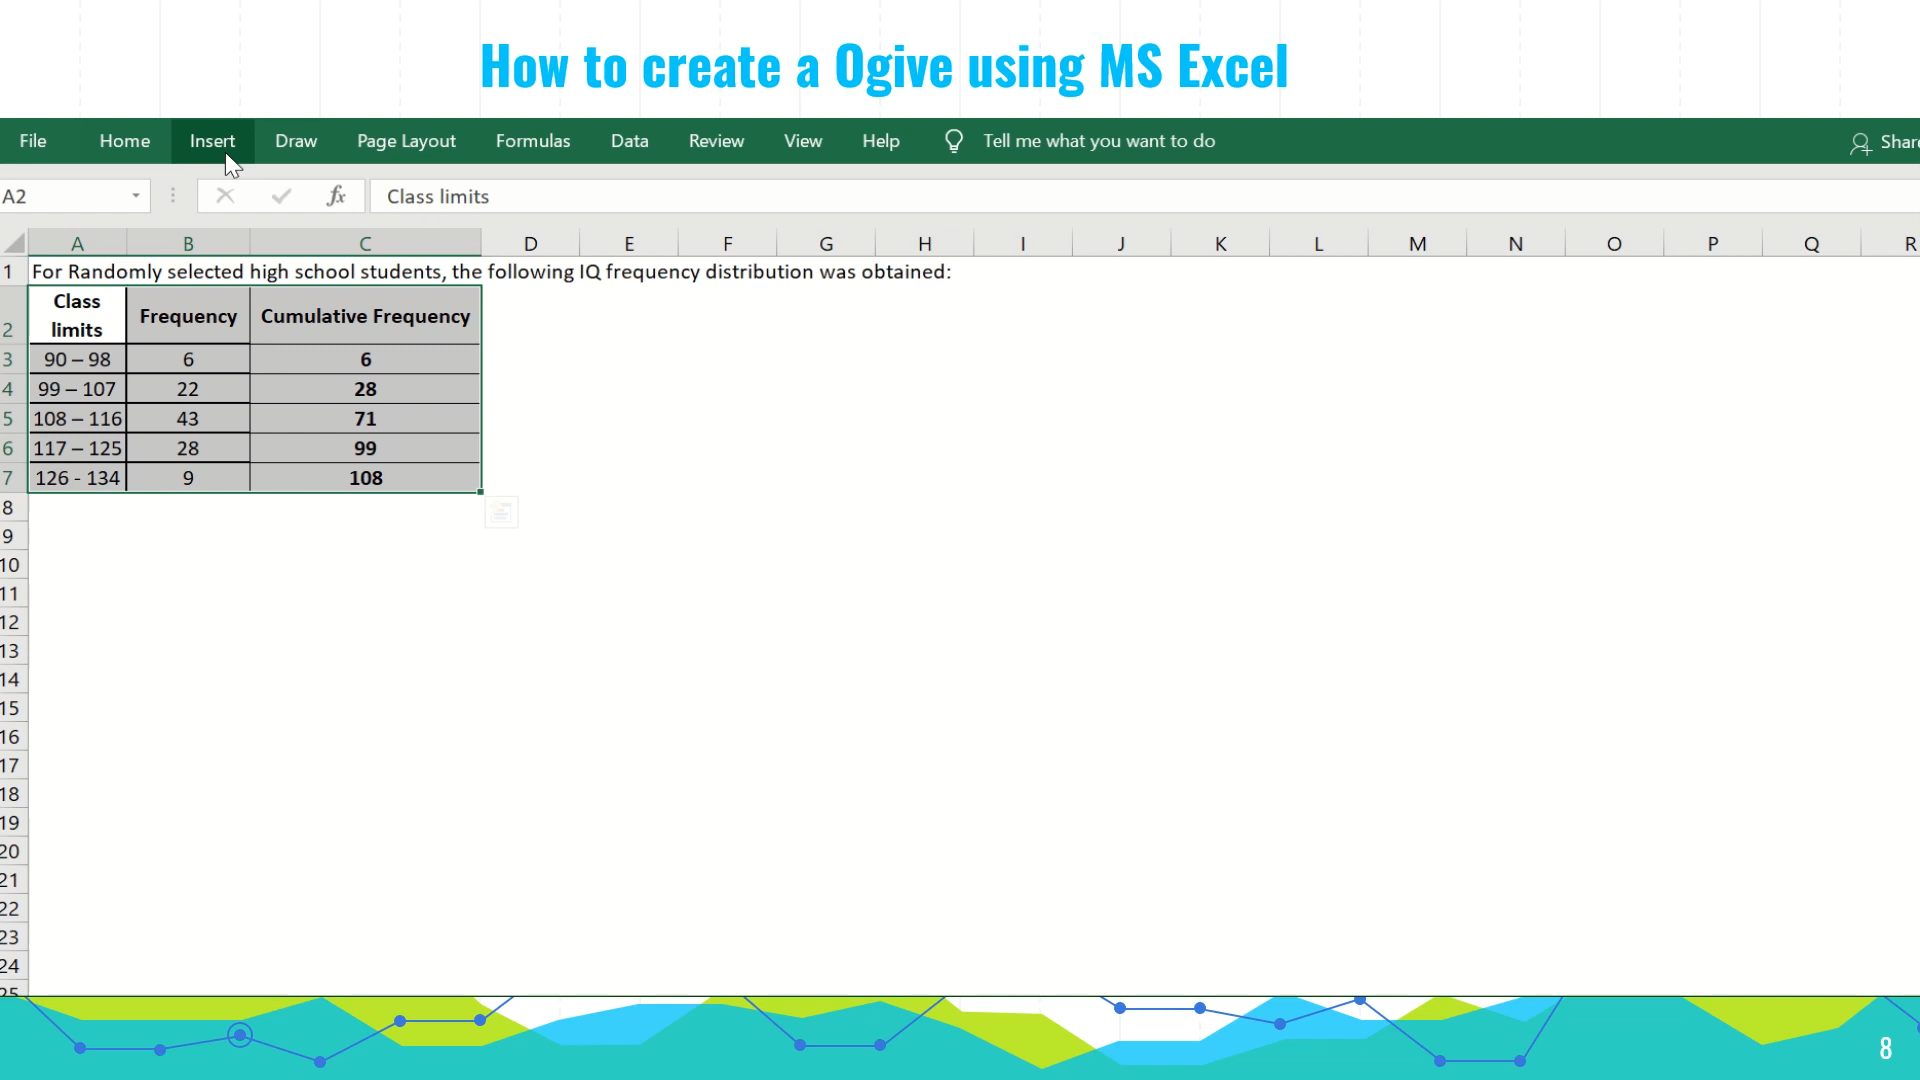 How to create a Ogive using MS Excel
File Home Insert Draw Page Layout Formulas Data Review View Help Tell me what you want to do Share
A2 fx Class limits
A B C D E F G H I J K L M N O P Q R
1 For Randomly selected high school students, the following IQ frequency distribution was obtained:
2 Class limits Frequency Cumulative Frequency
3 90 – 98 6 6
4 99 – 107 22 28
5 108 – 116 43 71
6 117 – 125 28 99
7 126 - 134 9 108
8
9
10
11
12
13
14
15
16
17
18
19
20
21
22
23
24
25
8